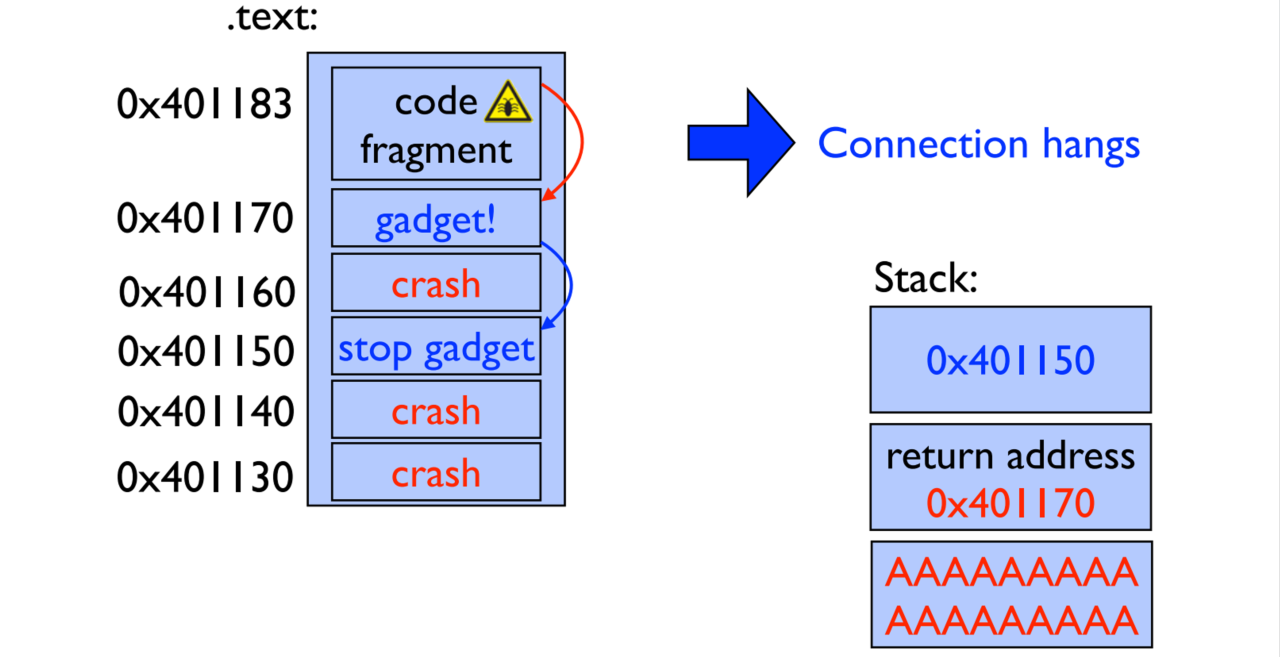 .text:
0x401183
code
fragment
0x401170
gadget!
0x401160
crash
0x401150
stop gadget
0x401140
crash
0x401130
crash
Connection hangs
Stack:
0x401150
return address
0x401170
AAAAAAAAA
AAAAAAAAA